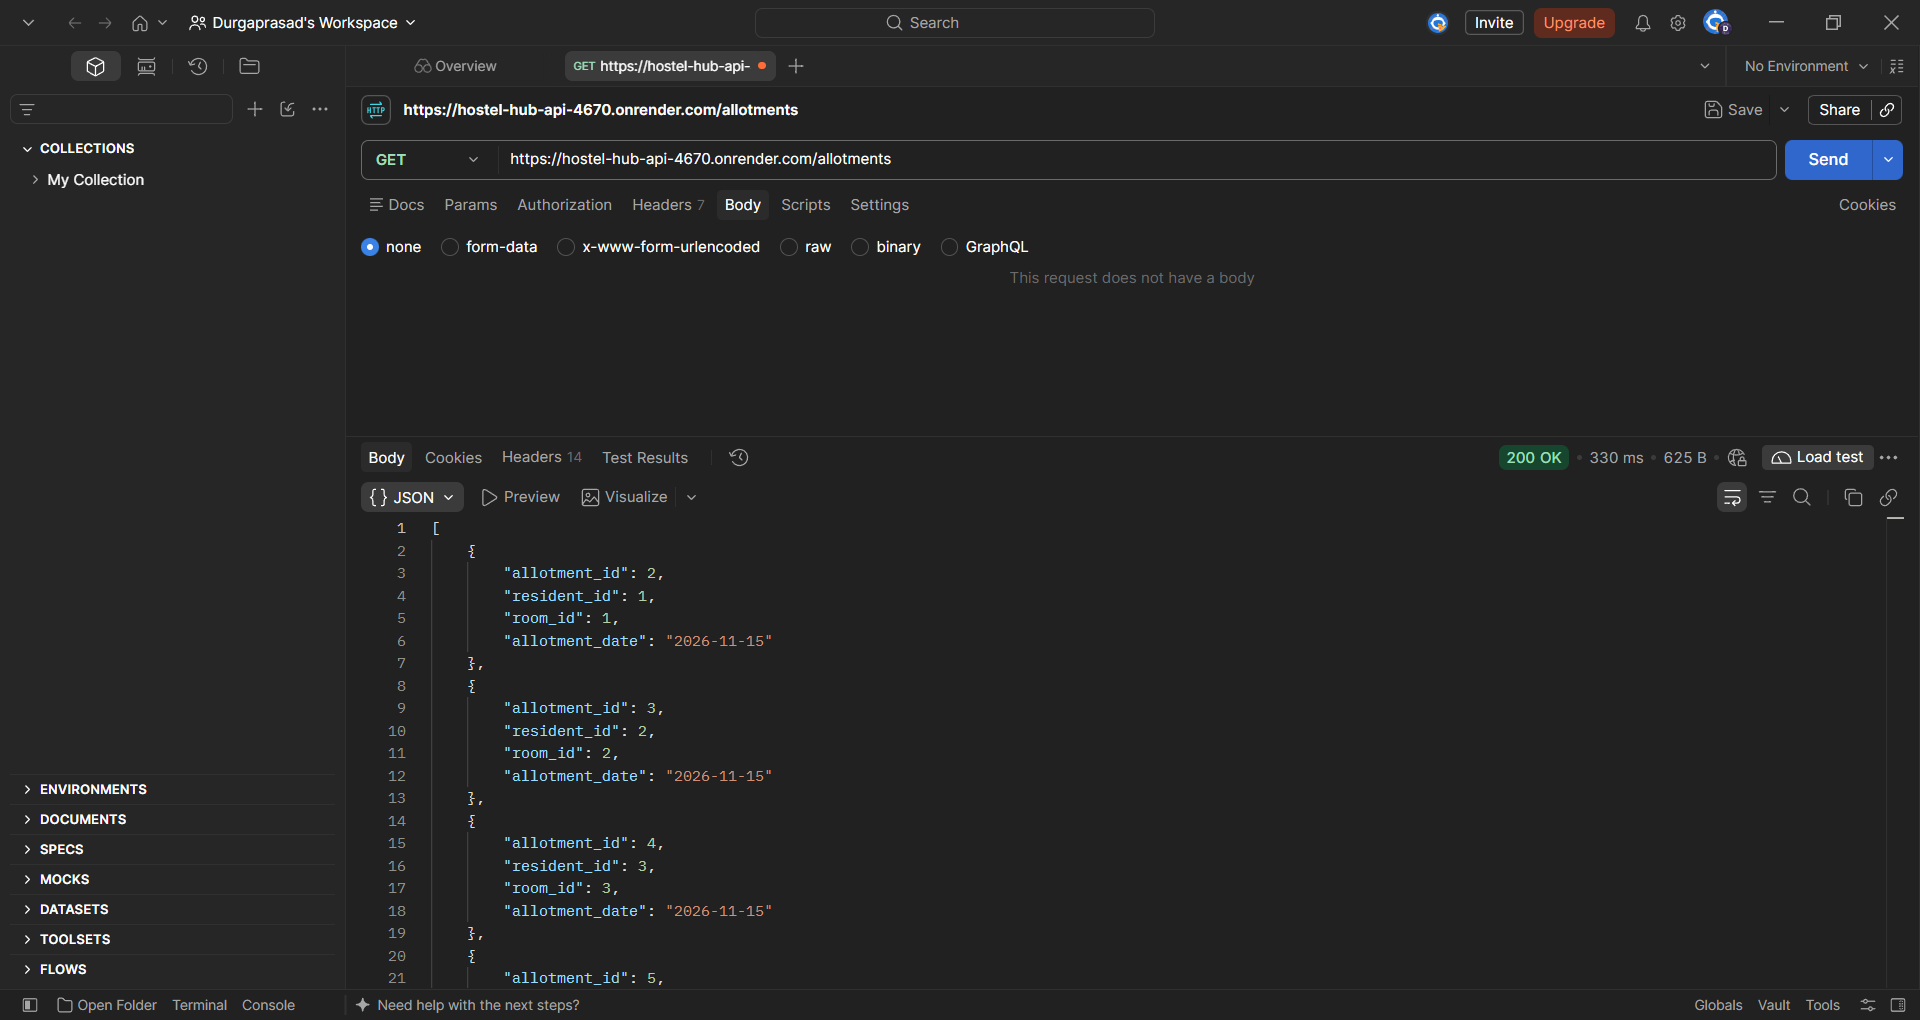 Durgaprasad's Workspace
Search
Invite
Upgrade
D
Overview
GET https://hostel-hub-api-
No Environment
HTTP
https://hostel-hub-api-4670.onrender.com/allotments
Save
Share
COLLECTIONS
My Collection
GET
https://hostel-hub-api-4670.onrender.com/allotments
Send
Docs Params Authorization Headers 7 Body Scripts Settings
Cookies
none form-data x-www-form-urlencoded raw binary GraphQL
This request does not have a body
Body Cookies Headers 14 Test Results
200 OK • 330 ms • 625 B •
Load test
{} JSON
Preview
Visualize
1 [
2 {
3 "allotment_id": 2,
4 "resident_id": 1,
5 "room_id": 1,
6 "allotment_date": "2026-11-15"
7 },
8 {
9 "allotment_id": 3,
10 "resident_id": 2,
11 "room_id": 2,
12 "allotment_date": "2026-11-15"
13 },
14 {
15 "allotment_id": 4,
16 "resident_id": 3,
17 "room_id": 3,
18 "allotment_date": "2026-11-15"
19 },
20 {
21 "allotment_id": 5,
ENVIRONMENTS
DOCUMENTS
SPECS
MOCKS
DATASETS
TOOLSETS
FLOWS
Open Folder Terminal Console
Need help with the next steps?
Globals Vault Tools